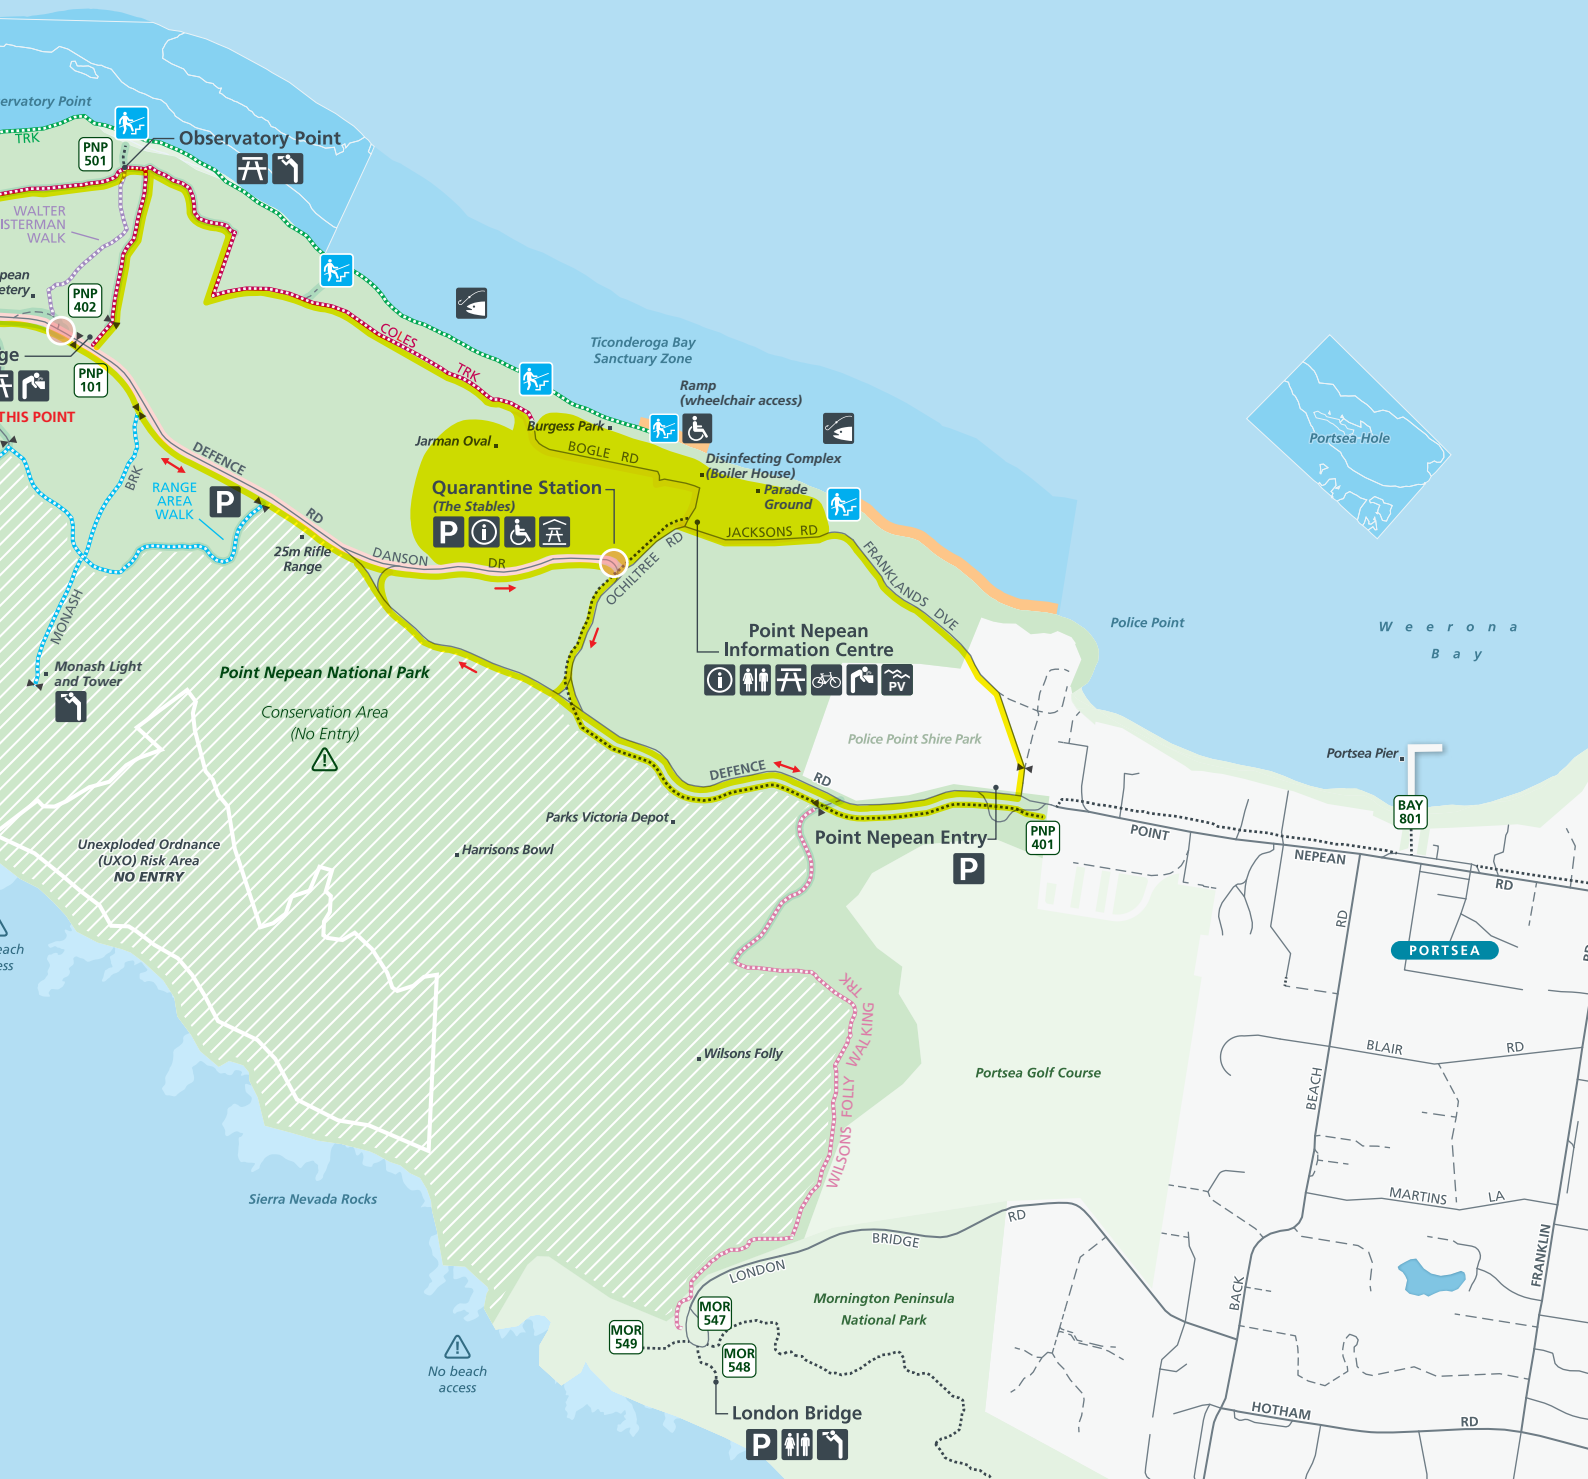 ervatory Point
TRK
PNP
501
Observatory Point
WALTER
ISTERMAN
WALK
pean
etery
PNP
402
ge
PNP
101
THIS POINT
COLES
TRK
Ticonderoga Bay
Sanctuary Zone
Ramp
(wheelchair access)
Portsea Hole
Jarman Oval
Burgess Park
BOGLE RD
Disinfecting Complex
(Boiler House)
Parade
Ground
Quarantine Station
(The Stables)
P
i
JACKSONS RD
DEFENCE
RD
BRK
RANGE
AREA
WALK
P
25m Rifle
Range
DANSON
DR
OCHILTREE RD
FRANKLANDS DVE
MONASH
Monash Light
and Tower
Point Nepean National Park
Conservation Area
(No Entry)
!
Point Nepean
Information Centre
i
PV
Police Point
Weerona
Bay
Police Point Shire Park
Portsea Pier
BAY
801
DEFENCE
RD
Parks Victoria Depot
Harrisons Bowl
Point Nepean Entry
P
PNP
401
POINT
NEPEAN
RD
Unexploded Ordnance
(UXO) Risk Area
NO ENTRY
each
ess
RD
PORTSEA
RD
TRK
WILSONS FOLLY WALKING
Wilsons Folly
Portsea Golf Course
BLAIR
RD
BEACH
MARTINS
LA
Sierra Nevada Rocks
LONDON
BRIDGE
RD
FRANKLIN
BACK
Mornington Peninsula
National Park
MOR
547
MOR
549
MOR
548
!
No beach
access
London Bridge
P
HOTHAM
RD